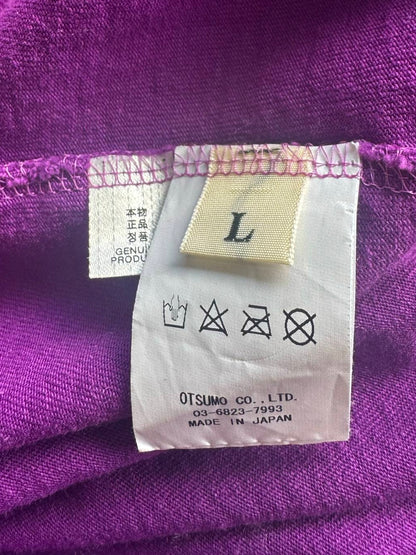 本物
正品
정품
GENUI
PRODU
L
OTSUMO CO., LTD.
03-6823-7993
MADE IN JAPAN